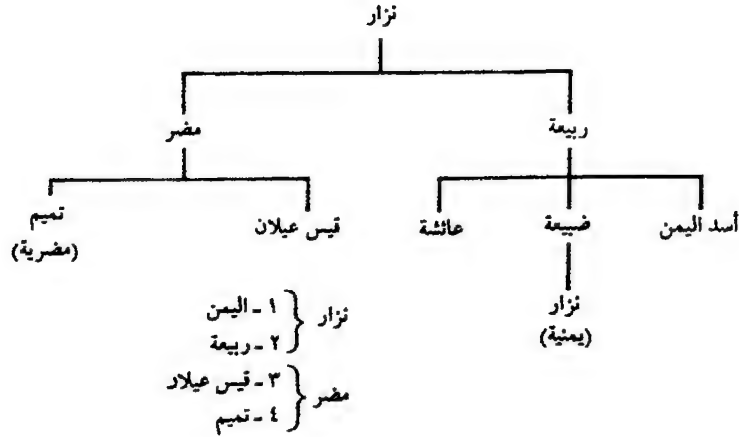 نزار
ربيعة مضر
أسد اليمن ضبيعة عائشة قيس عيلان تميم
(مضرية)
نزار
(يمنية)
نزار
١ ـ اليمن
٢ ـ ربيعة
مضر
٣ ـ قيس عيلان
٤ ـ تميم